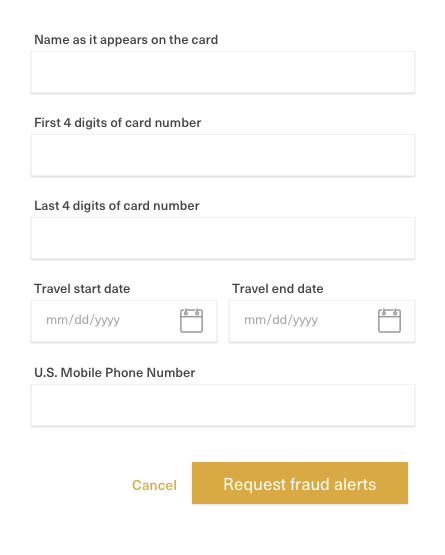 Name as it appears on the card
First 4 digits of card number
Last 4 digits of card number
Travel start date Travel end date
mm/dd/yyyy mm/dd/yyyy
U.S. Mobile Phone Number
Cancel Request fraud alerts